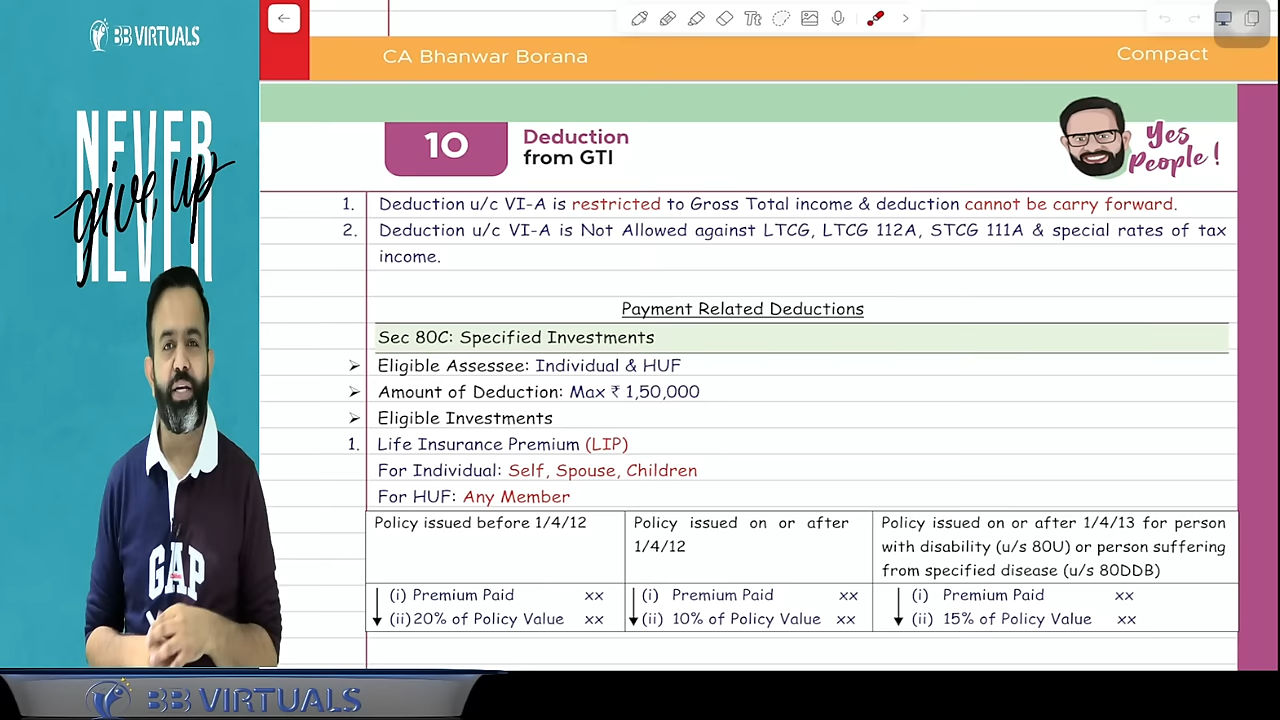 BB VIRTUALS
NEVER
give up
NEVER
GAP
CA Bhanwar Borana
Compact
10
Deduction
from GTI
Yes
People !
1. Deduction u/c VI-A is restricted to Gross Total income & deduction cannot be carry forward.
2. Deduction u/c VI-A is Not Allowed against LTCG, LTCG 112A, STCG 111A & special rates of tax
income.
Payment Related Deductions
Sec 80C: Specified Investments
➢ Eligible Assessee: Individual & HUF
➢ Amount of Deduction: Max ₹ 1,50,000
➢ Eligible Investments
1. Life Insurance Premium (LIP)
For Individual: Self, Spouse, Children
For HUF: Any Member
Policy issued before 1/4/12
Policy issued on or after
1/4/12
Policy issued on or after 1/4/13 for person
with disability (u/s 80U) or person suffering
from specified disease (u/s 80DDB)
(i) Premium Paid xx
(ii) 20% of Policy Value xx
(i) Premium Paid xx
(ii) 10% of Policy Value xx
(i) Premium Paid xx
(ii) 15% of Policy Value xx
BB VIRTUALS